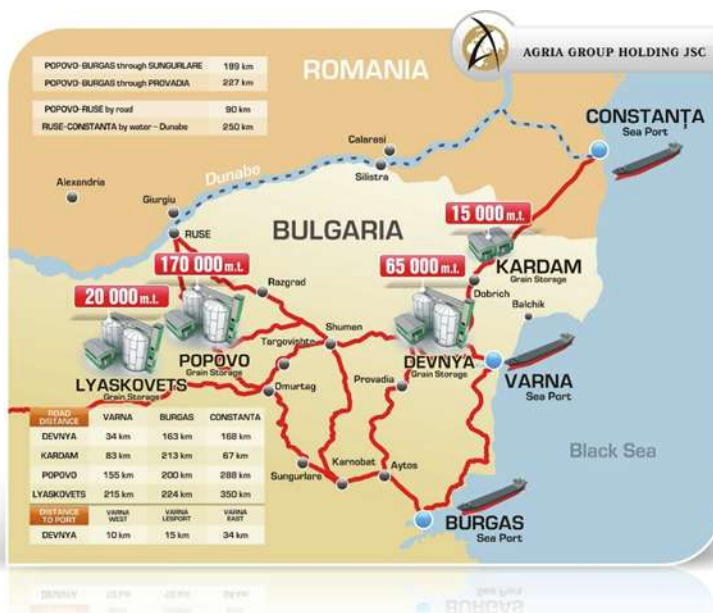 AGRIA GROUP HOLDING JSC
POPOVO-BURGAS through SUNGURLARE 189 km
POPOVO-BURGAS through PROVADIA 227 km
POPOVO-RUSE by road 90 km
RUSE-CONSTANTA by water - Dunabe 250 km
ROMANIA
CONSTANȚA
Sea Port
Calarasi
Silistra
Dunabe
Alexandria
Giurgiu
RUSE
BULGARIA
15 000 m.t.
KARDAM
Grain Storage
170 000 m.t.
65 000 m.t.
20 000 m.t.
Razgrad
Dobrich
Balchik
Shumen
Targovishte
POPOVO
Grain Storage
DEVNYA
Grain Storage
LYASKOVETS
Grain Storage
Omurtag
Provadia
VARNA
Sea Port
Black Sea
ROAD DISTANCE VARNA BURGAS CONSTANTA
DEVNYA 34 km 163 km 168 km
KARDAM 83 km 213 km 67 km
POPOVO 155 km 200 km 288 km
LYASKOVETS 215 km 224 km 350 km
DISTANCE TO PORT VARNA WEST VARNA LESPORT VARNA EAST
DEVNYA 10 km 15 km 34 km
Sungurlare
Karnobat
Aytos
BURGAS
Sea Port